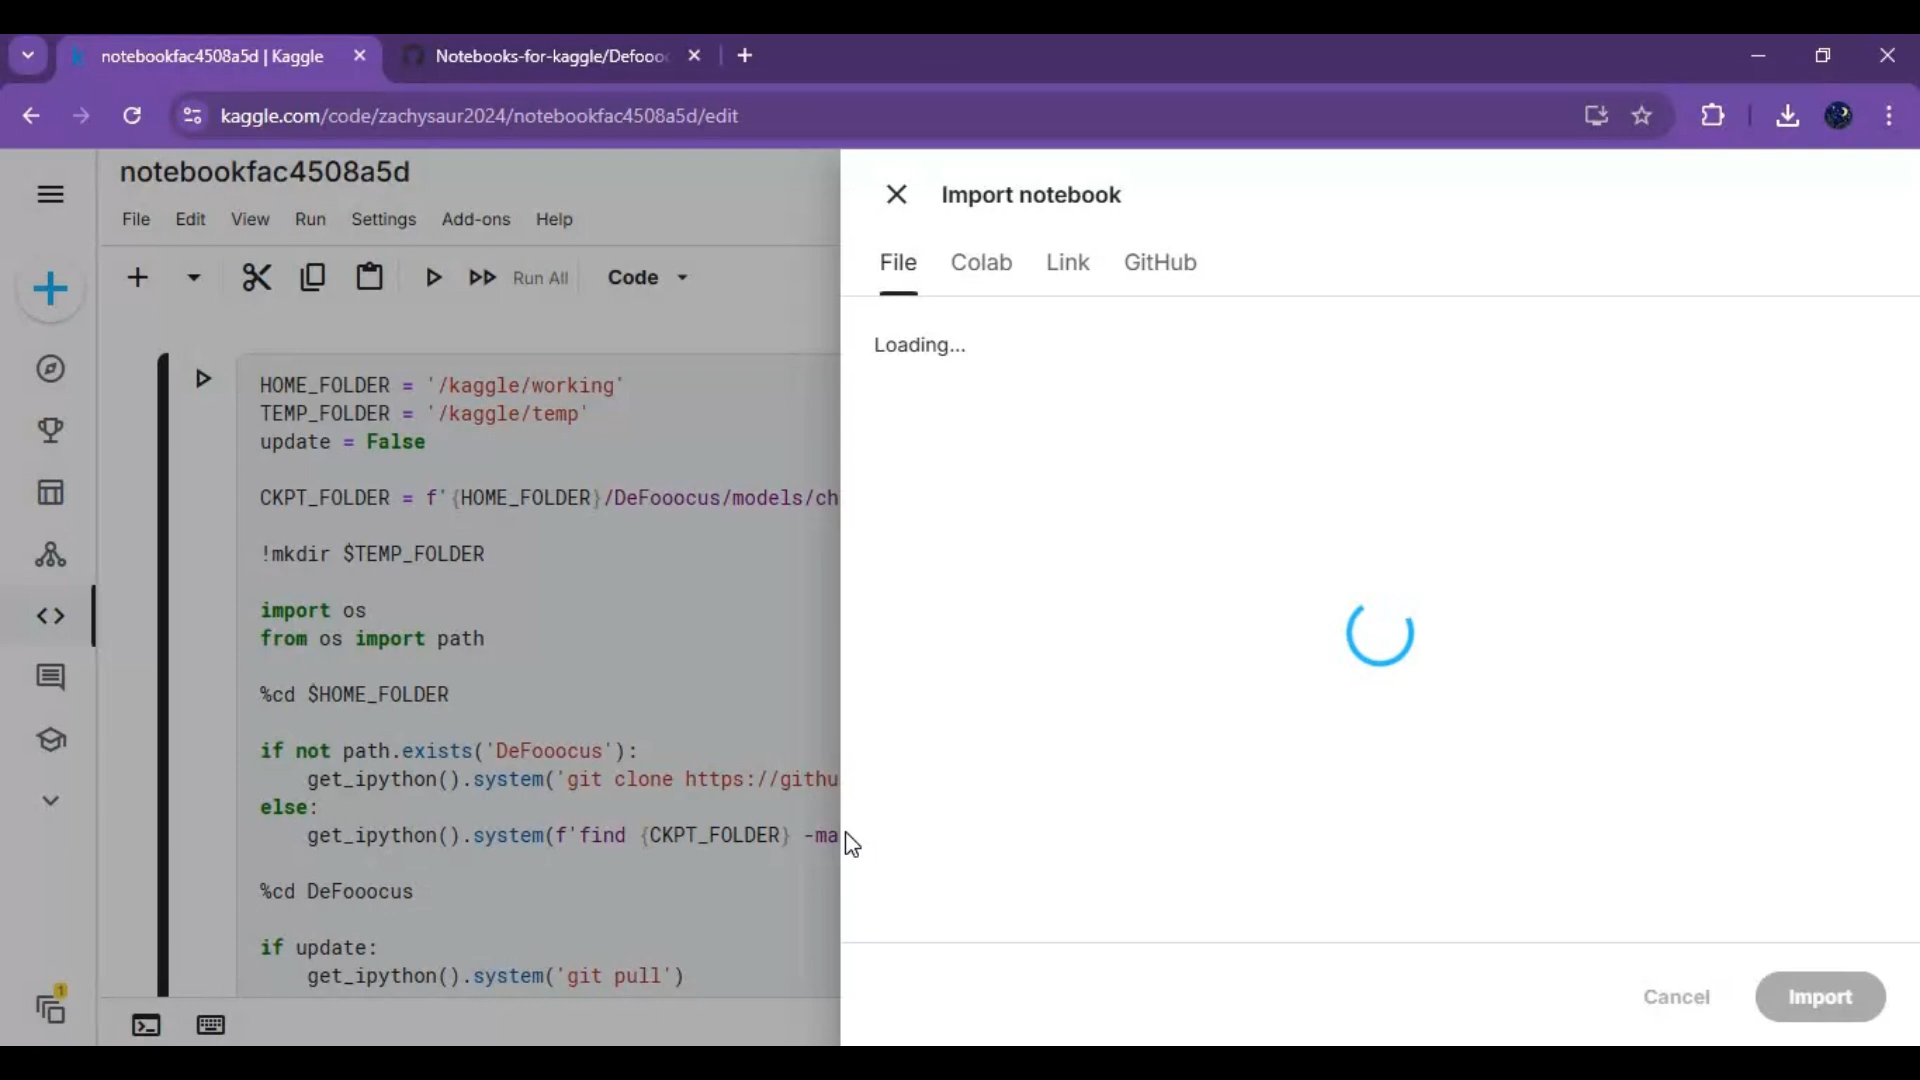 notebookfac4508a5d | Kaggle
Notebooks-for-kaggle/Defoooc
kaggle.com/code/zachysaur2024/notebookfac4508a5d/edit
notebookfac4508a5d
File Edit View Run Settings Add-ons Help
Run All Code
HOME_FOLDER = '/kaggle/working'
TEMP_FOLDER = '/kaggle/temp'
update = False
CKPT_FOLDER = f'{HOME_FOLDER}/DeFooocus/models/ch
!mkdir $TEMP_FOLDER
import os
from os import path
%cd $HOME_FOLDER
if not path.exists('DeFooocus'):
get_ipython().system('git clone https://githu
else:
get_ipython().system(f'find {CKPT_FOLDER} -ma
%cd DeFooocus
if update:
get_ipython().system('git pull')
1
Import notebook
File Colab Link GitHub
Loading...
Cancel Import